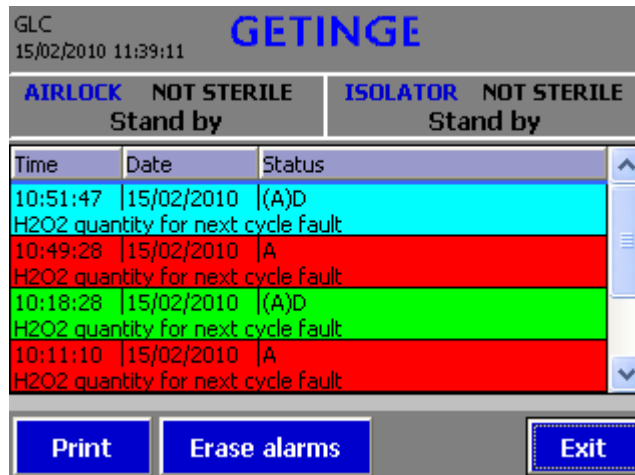 GLC
15/02/2010 11:39:11
GETINGE
AIRLOCK NOT STERILE
Stand by
ISOLATOR NOT STERILE
Stand by
Time Date Status
10:51:47 15/02/2010 (A)D
H2O2 quantity for next cycle fault
10:49:28 15/02/2010 A
H2O2 quantity for next cycle fault
10:18:28 15/02/2010 (A)D
H2O2 quantity for next cycle fault
10:11:10 15/02/2010 A
H2O2 quantity for next cycle fault
Print Erase alarms Exit